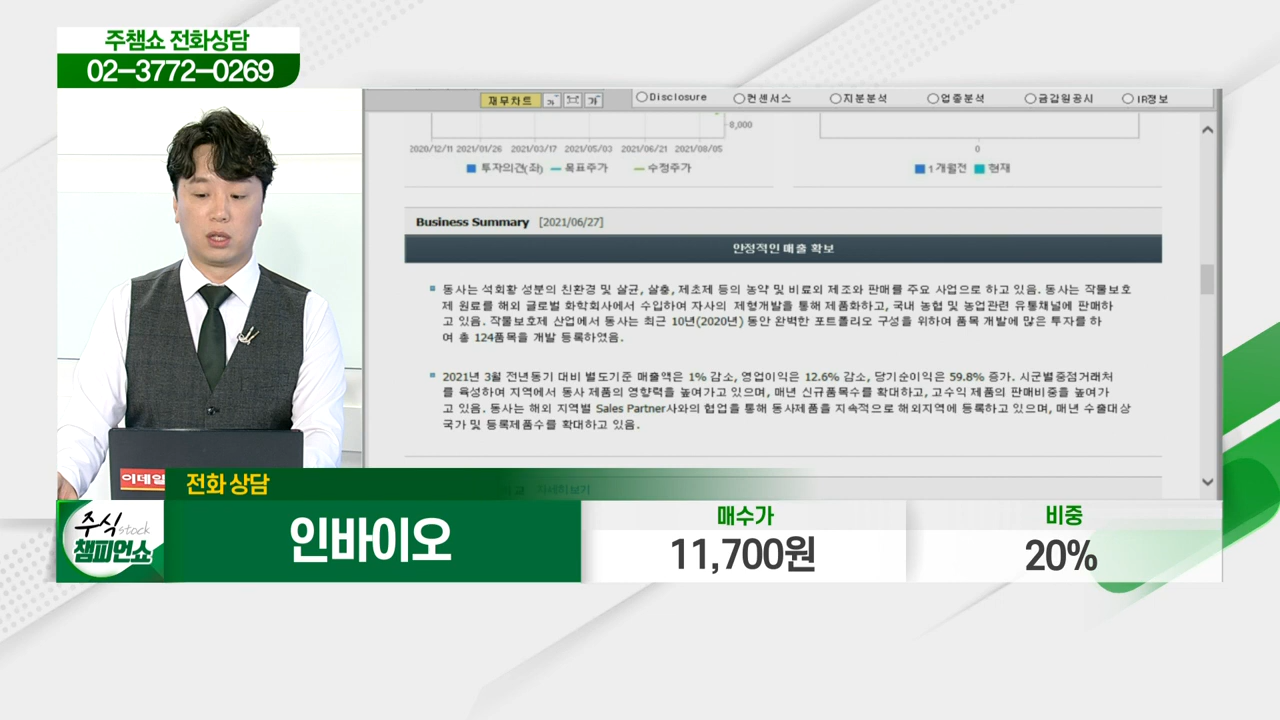 주챔쇼 전화상담
02-3772-0269
재무차트 가 가 Disclosure 컨센서스 지분분석 업종분석 금감원공시 IR정보
8,000
2020/12/11 2021/01/26 2021/03/17 2021/05/03 2021/06/21 2021/08/05
0
투자의견(좌) 목표주가 수정주가
1개월전 현재
Business Summary [2021/06/27]
안정적인 매출 확보
동사는 석회황 성분의 친환경 및 살균, 살충, 제초제 등의 농약 및 비료외 제조와 판매를 주요 사업으로 하고 있음. 동사는 작물보호
제 원료를 해외 글로벌 화학회사에서 수입하여 자사의 제형개발을 통해 제품화하고, 국내 농협 및 농업관련 유통채널에 판매하
고 있음. 작물보호제 산업에서 동사는 최근 10년(2020년) 동안 완벽한 포트폴리오 구성을 위하여 품목 개발에 많은 투자를 하
여 총 124품목을 개발 등록하였음.
2021년 3월 전년동기 대비 별도기준 매출액은 1% 감소, 영업이익은 12.6% 감소, 당기순이익은 59.8% 증가. 시군별중점거래처
를 육성하여 지역에서 동사 제품의 영향력을 높여가고 있으며, 매년 신규품목수를 확대하고, 고수익 제품의 판매비중을 높여가
고 있음. 동사는 해외 지역별 Sales Partner사와의 협업을 통해 동사제품을 지속적으로 해외지역에 등록하고 있으며, 매년 수출대상
국가 및 등록제품수를 확대하고 있음.
자세히보기
이데일
전화 상담
주식 stock
챔피언쇼
인바이오
매수가
11,700원
비중
20%